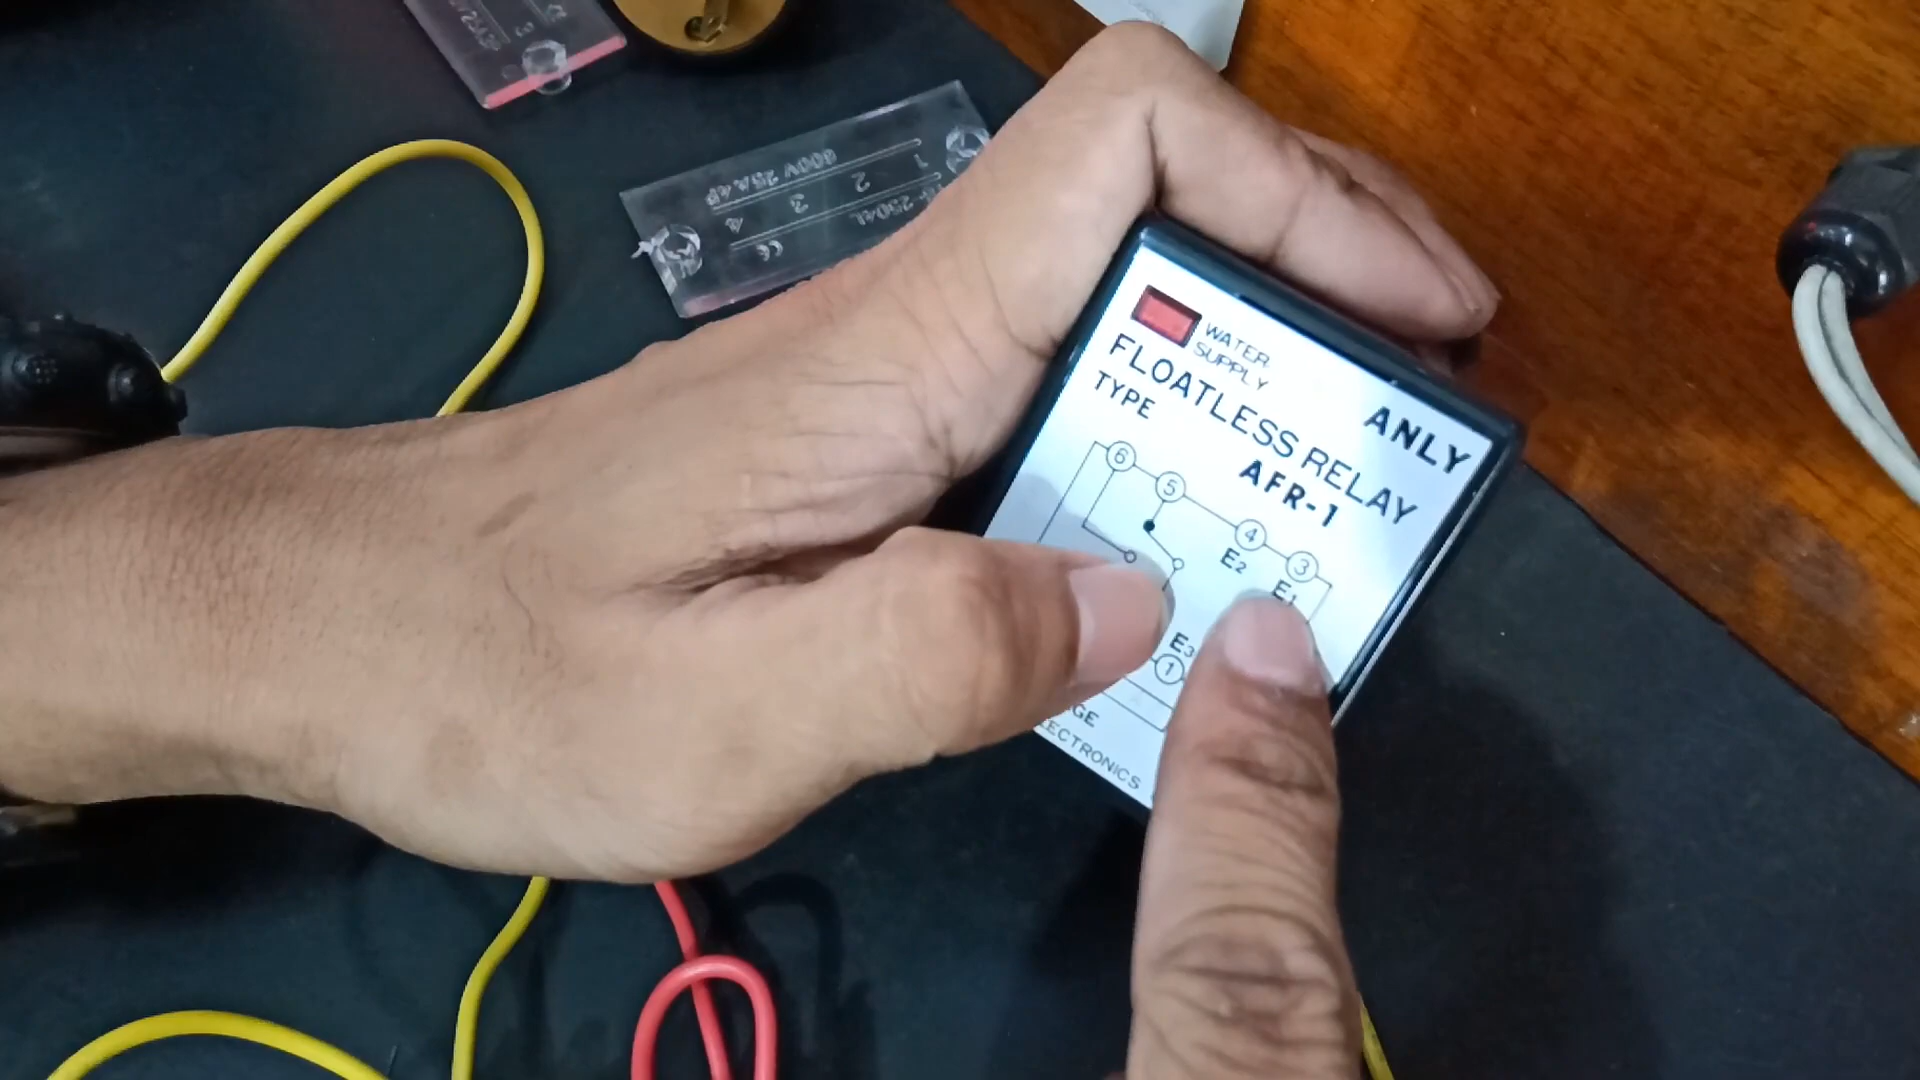 WATER
SUPPLY
ANLY
FLOATLESS RELAY
TYPE
AFR-1
6
5
4
3
E2
E1
E3
1
600V 25A 4P
1 2 3 4
CE